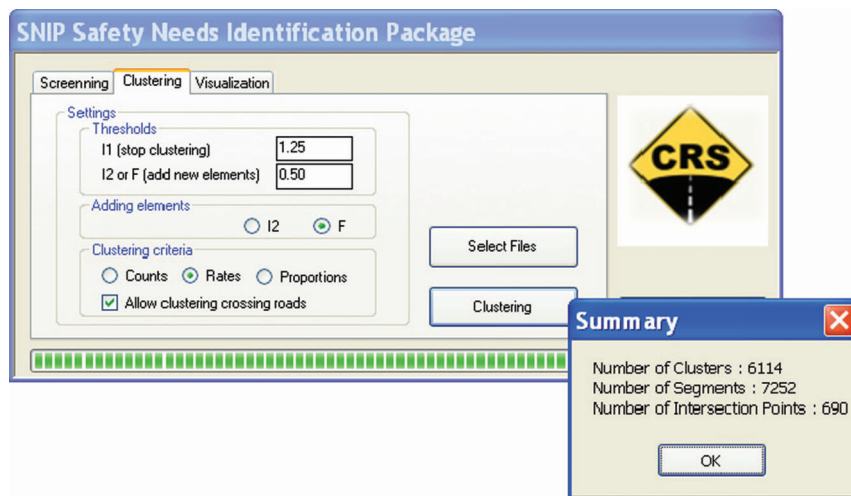 SNIP Safety Needs Identification Package
Screenning Clustering Visualization
Settings
Thresholds
I1 (stop clustering) 1.25
I2 or F (add new elements) 0.50
Adding elements
I2 F
Clustering criteria
Counts Rates Proportions
Allow clustering crossing roads
CRS
Select Files
Clustering
Summary
Number of Clusters : 6114
Number of Segments : 7252
Number of Intersection Points : 690
OK